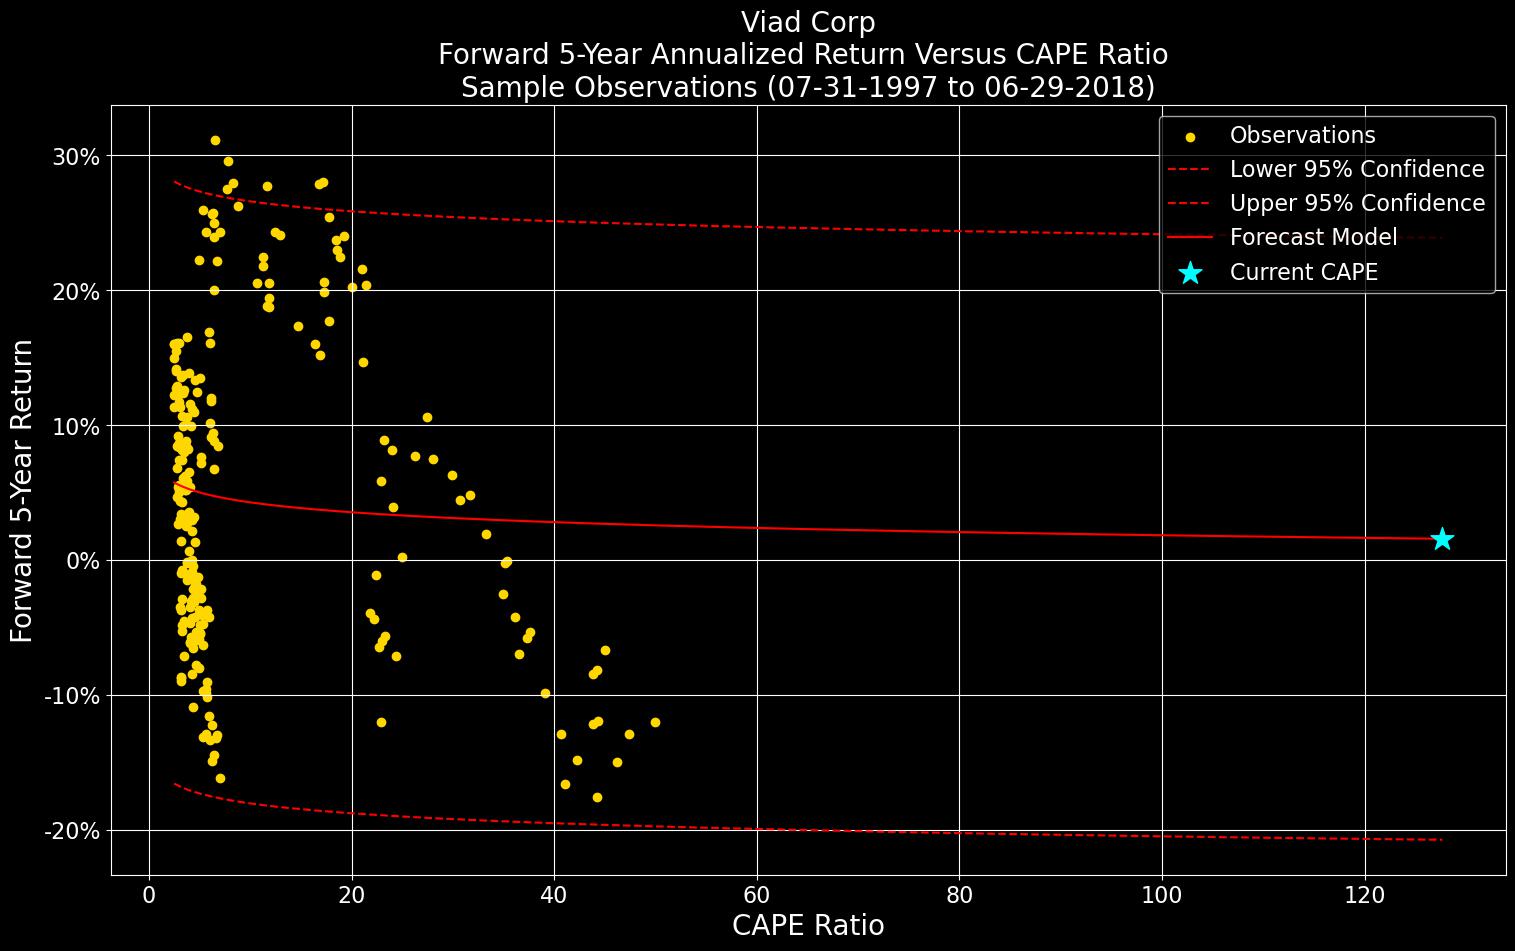 Viad Corp
Forward 5-Year Annualized Return Versus CAPE Ratio
Sample Observations (07-31-1997 to 06-29-2018)
Observations
Lower 95% Confidence
Upper 95% Confidence
Forecast Model
Current CAPE
Forward 5-Year Return
30%
20%
10%
0%
-10%
-20%
0 20 40 60 80 100 120
CAPE Ratio